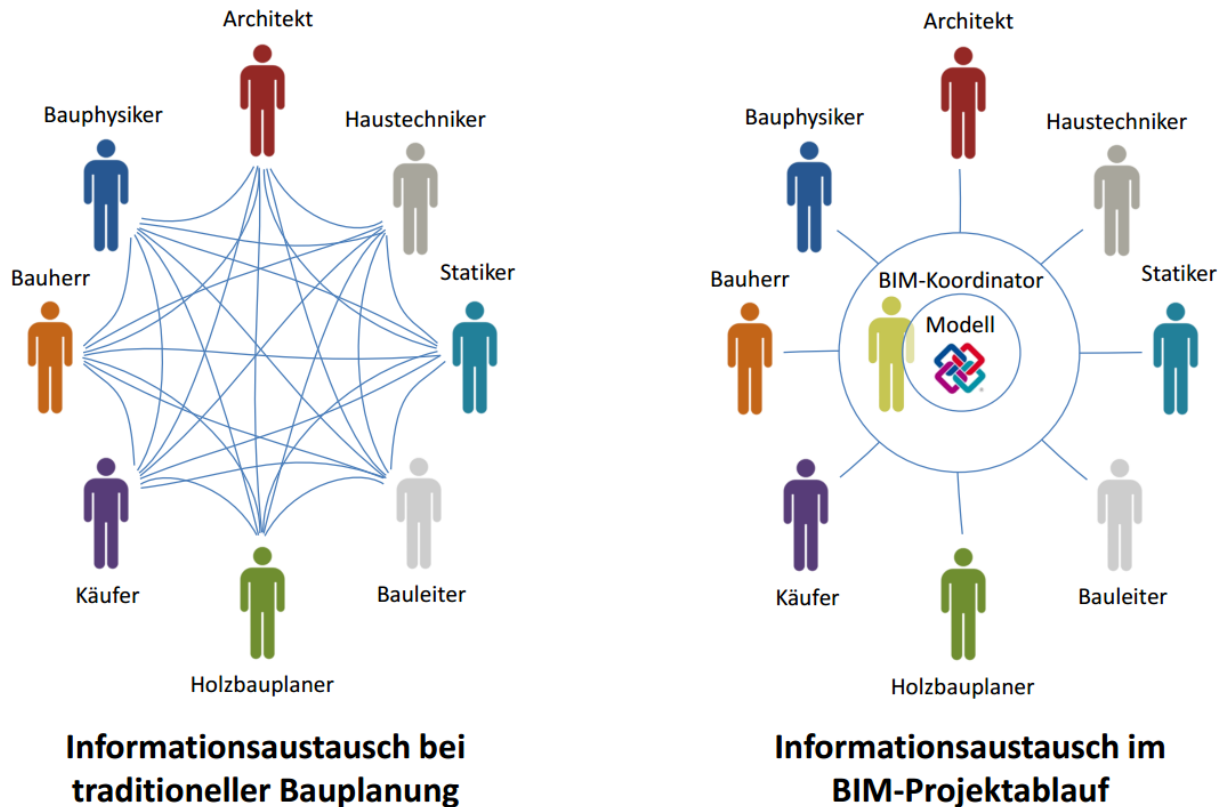 Architekt
Bauphysiker
Haustechniker
Bauherr
Statiker
Käufer
Bauleiter
Holzbauplaner
Informationsaustausch bei
traditioneller Bauplanung
Architekt
Bauphysiker
Haustechniker
Bauherr
BIM-Koordinator
Statiker
Modell
Käufer
Bauleiter
Holzbauplaner
Informationsaustausch im
BIM-Projektablauf